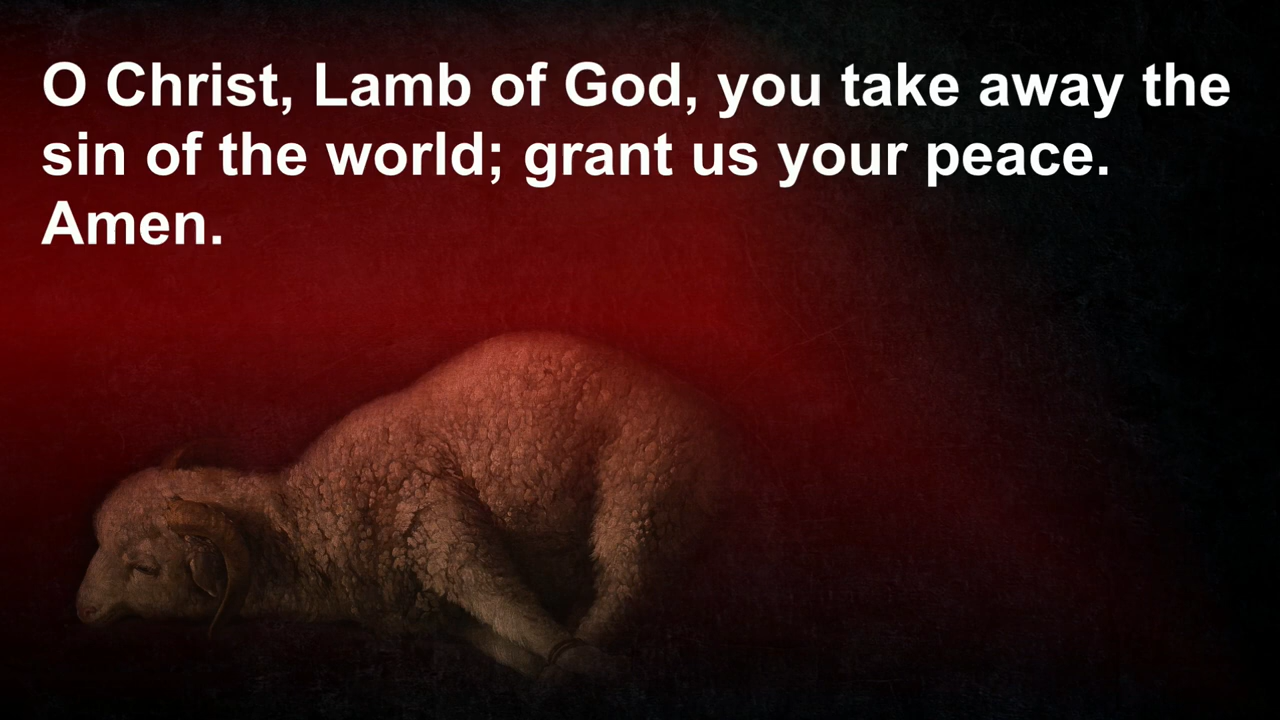 O Christ, Lamb of God, you take away the
sin of the world; grant us your peace.
Amen.